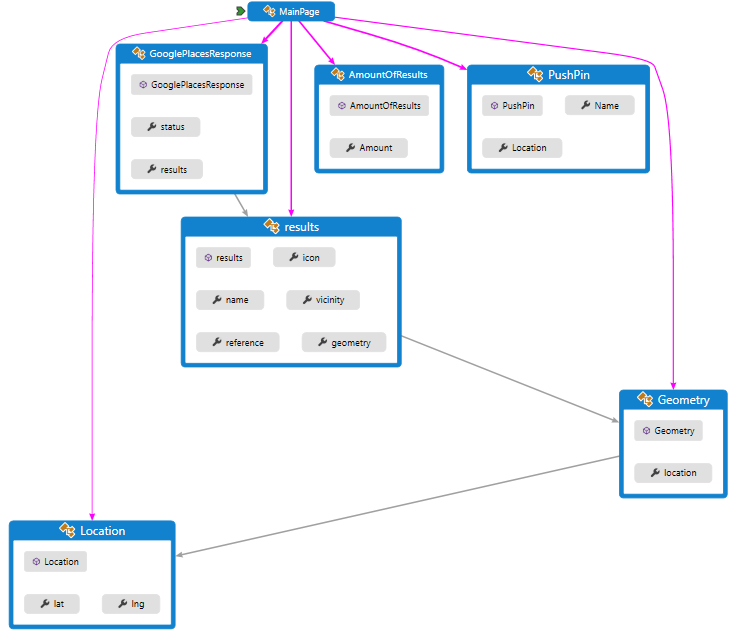 MainPage
GooglePlacesResponse
GooglePlacesResponse
status
results
AmountOfResults
AmountOfResults
Amount
PushPin
PushPin
Name
Location
results
results
icon
name
vicinity
reference
geometry
Geometry
Geometry
location
Location
Location
lat
lng